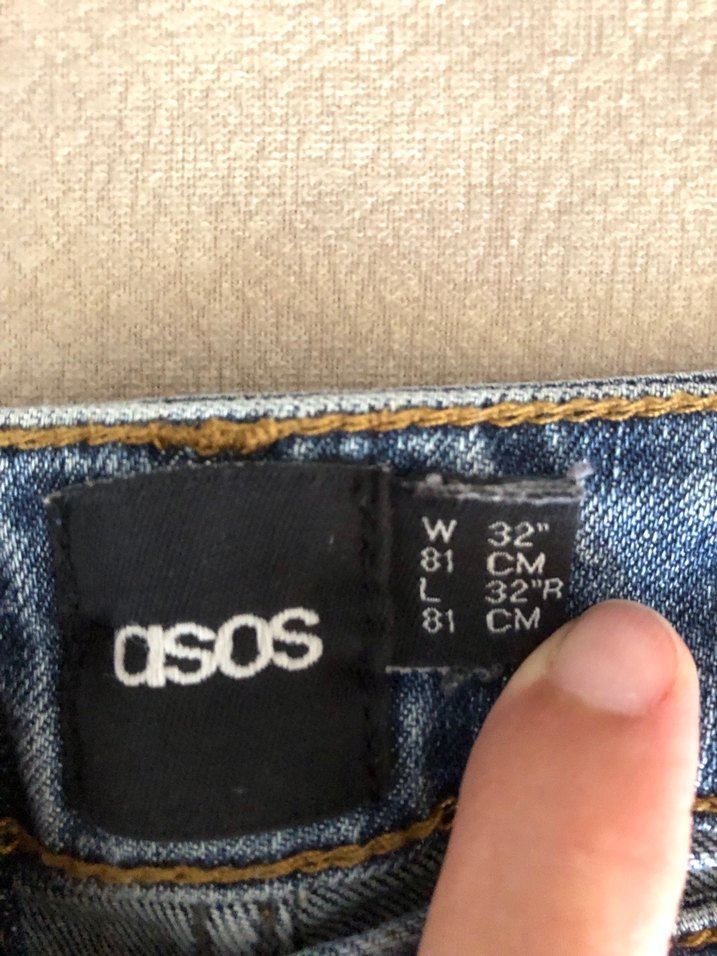 asos
W 32"
81 CM
L 32"R
81 CM